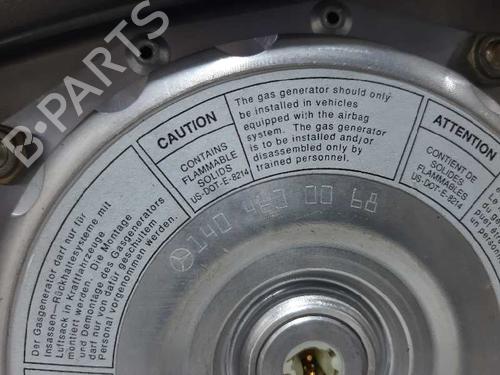 B-PARTS
CAUTION
CONTAINS
FLAMMABLE
SOLIDS
US-DOT-E-8214
The gas generator should only
be installed in vehicles
equipped with the airbag
system. The gas generator
is to be installed and/or
disassembled only by
trained personnel.
ATTENTION
CONTIENT DE
SOLIDES
FLAMMABLES
US-DOT-E-8214
Der Gasgenerator darf nur für
Insassen-Rückhaltesysteme mit
Luftsack in Kraftfahrzeuge
montiert werden. Die Montage
und Demontage des Gasgenerators
darf nur von dafür geschultem
Personal vorgenommen werden.
140 460 00 68